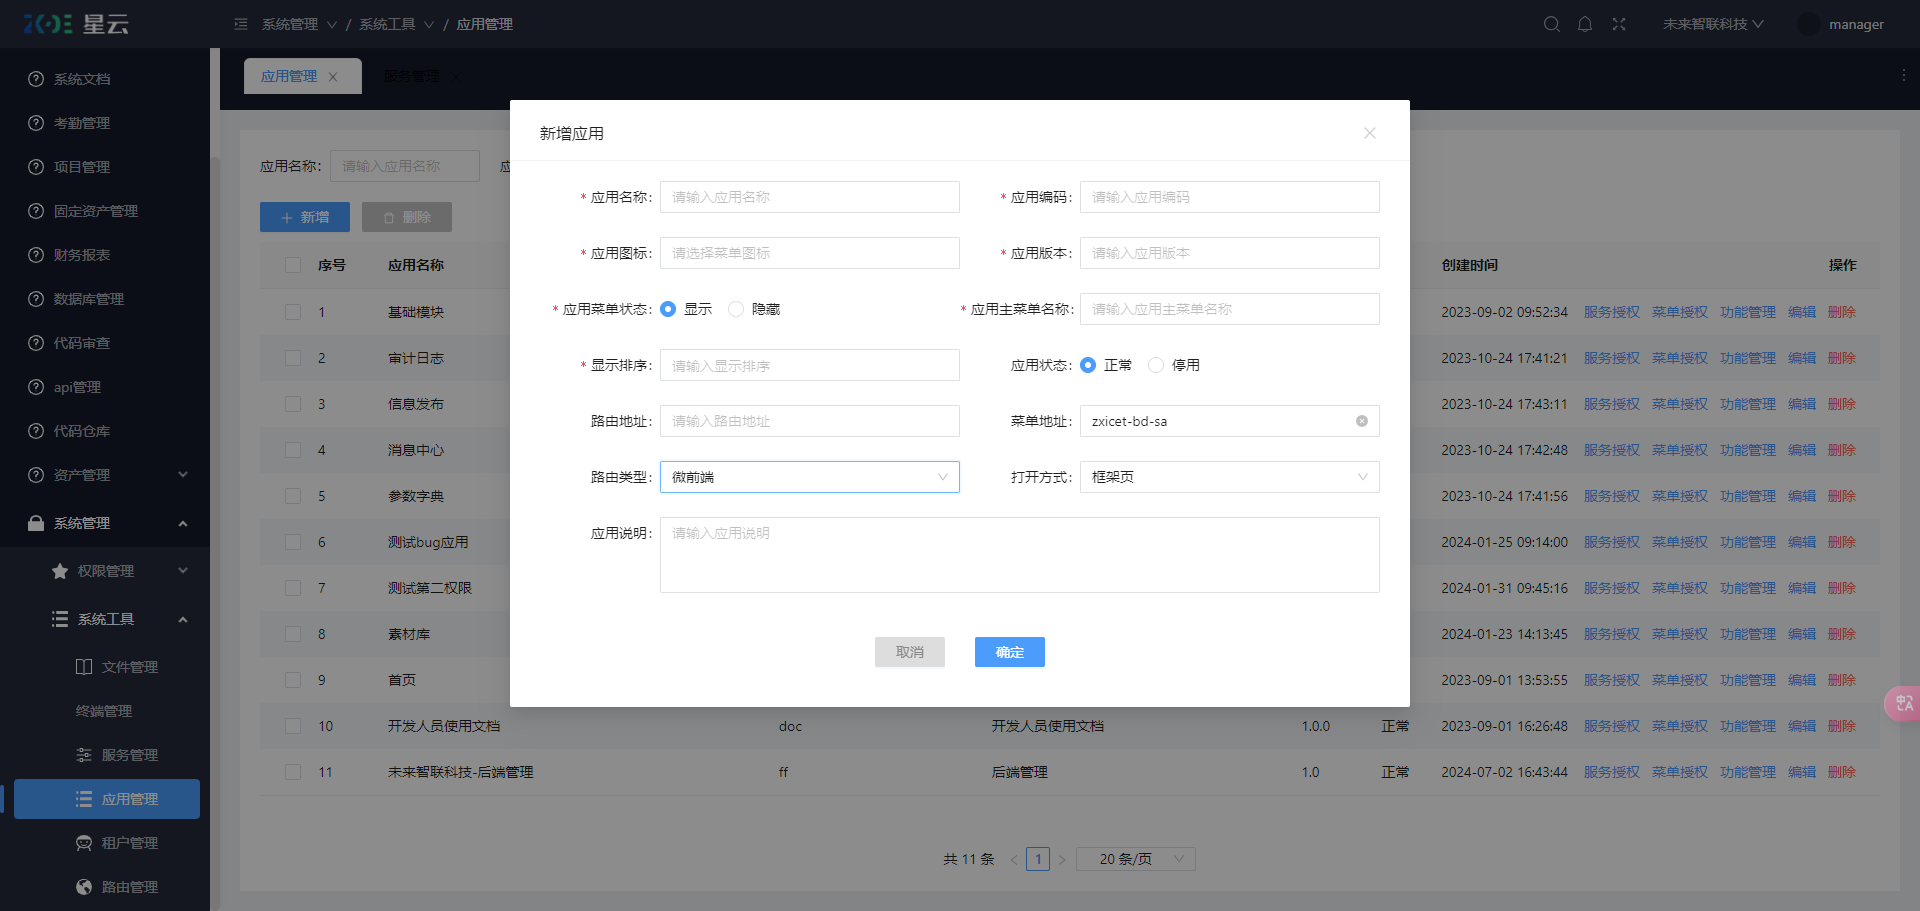 星云
系统管理 / 系统工具 / 应用管理
未来智联科技
manager
系统文档
考勤管理
项目管理
固定资产管理
财务报表
数据库管理
代码审查
api管理
代码仓库
资产管理
系统管理
权限管理
系统工具
文件管理
终端管理
服务管理
应用管理
租户管理
路由管理
应用管理
服务管理
应用名称: 请输入应用名称
应
新增
删除
序号 应用名称 创建时间 操作
1 基础模块 2023-09-02 09:52:34 服务授权 菜单授权 功能管理 编辑 删除
2 审计日志 2023-10-24 17:41:21 服务授权 菜单授权 功能管理 编辑 删除
3 信息发布 2023-10-24 17:43:11 服务授权 菜单授权 功能管理 编辑 删除
4 消息中心 2023-10-24 17:42:48 服务授权 菜单授权 功能管理 编辑 删除
5 参数字典 2023-10-24 17:41:56 服务授权 菜单授权 功能管理 编辑 删除
6 测试bug应用 2024-01-25 09:14:00 服务授权 菜单授权 功能管理 编辑 删除
7 测试第二权限 2024-01-31 09:45:16 服务授权 菜单授权 功能管理 编辑 删除
8 素材库 2024-01-23 14:13:45 服务授权 菜单授权 功能管理 编辑 删除
9 首页 2023-09-01 13:53:55 服务授权 菜单授权 功能管理 编辑 删除
10 开发人员使用文档 doc 开发人员使用文档 1.0.0 正常 2023-09-01 16:26:48 服务授权 菜单授权 功能管理 编辑 删除
11 未来智联科技-后端管理 ff 后端管理 1.0 正常 2024-07-02 16:43:44 服务授权 菜单授权 功能管理 编辑 删除
共 11 条 < 1 > 20 条/页
新增应用
* 应用名称: 请输入应用名称
* 应用编码: 请输入应用编码
* 应用图标: 请选择菜单图标
* 应用版本: 请输入应用版本
* 应用菜单状态: 显示 隐藏
* 应用主菜单名称: 请输入应用主菜单名称
* 显示排序: 请输入显示排序
应用状态: 正常 停用
路由地址: 请输入路由地址
菜单地址: zxicet-bd-sa
路由类型: 微前端
打开方式: 框架页
应用说明: 请输入应用说明
取消
确定